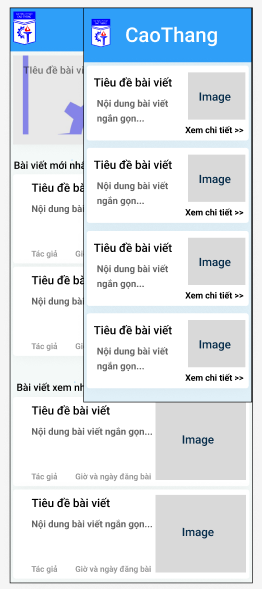 CaoThang
Tiêu đề bài viết
Nội dung bài viết
ngắn gọn...
Image
Xem chi tiết >>
Tiêu đề bài viết
Nội dung bài viết
ngắn gọn...
Image
Xem chi tiết >>
Tiêu đề bài viết
Nội dung bài viết
ngắn gọn...
Image
Xem chi tiết >>
Tiêu đề bài viết
Nội dung bài viết
ngắn gọn...
Image
Xem chi tiết >>
Tiêu đề bài vi
Bài viết mới nhấ
Tiêu đề bà
Nội dung bà
Tác giả Gi
Tiêu đề bà
Nội dung bà
Tác giả Gi
Bài viết xem nh
Tiêu đề bài viết
Nội dung bài viết ngắn gọn...
Image
Tác giả Giờ và ngày đăng bài
Tiêu đề bài viết
Nội dung bài viết ngắn gọn...
Image
Tác giả Giờ và ngày đăng bài